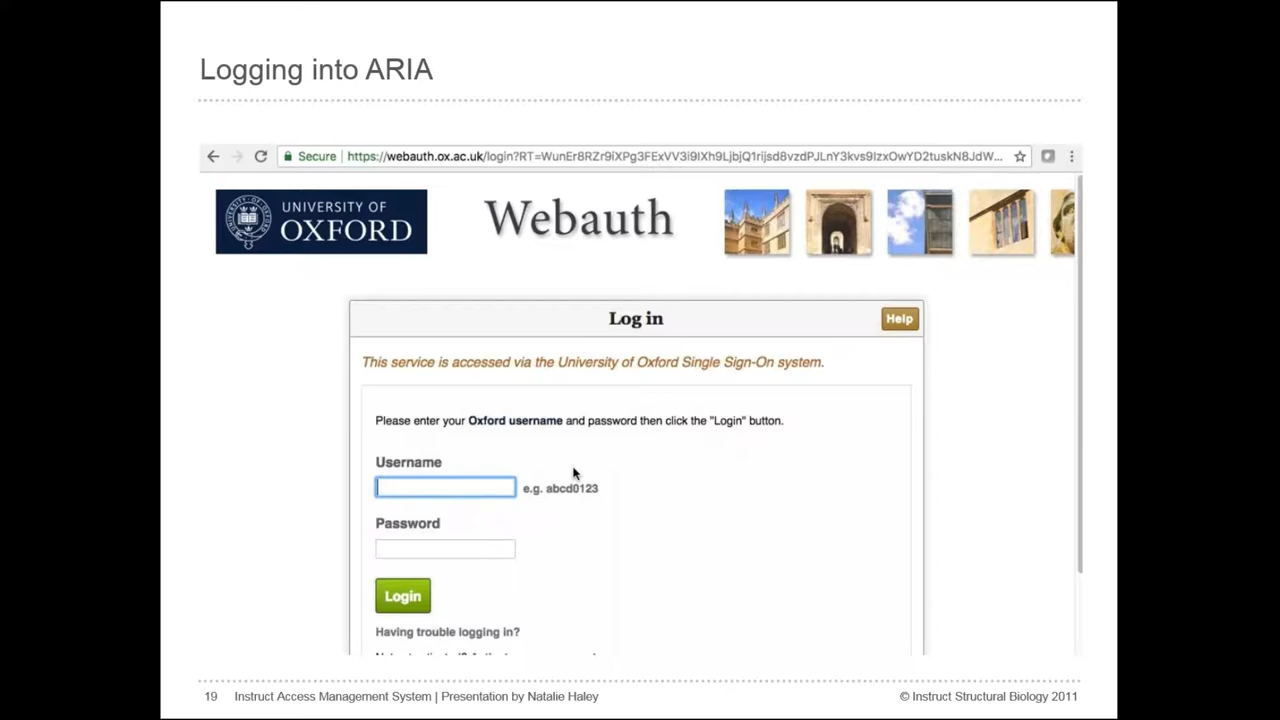 Logging into ARIA
Secure https://webauth.ox.ac.uk/login?RT=WunEr8RZr9iXPg3FExVV3i9IXh9LjbjQ1rijsd8vzdPJLnY3kvs9IzxOwYD2tuskN8JdW...
UNIVERSITY OF
OXFORD
Webauth
Log in
Help
This service is accessed via the University of Oxford Single Sign-On system.
Please enter your Oxford username and password then click the "Login" button.
Username
e.g. abcd0123
Password
Login
Having trouble logging in?
19 Instruct Access Management System | Presentation by Natalie Haley
© Instruct Structural Biology 2011